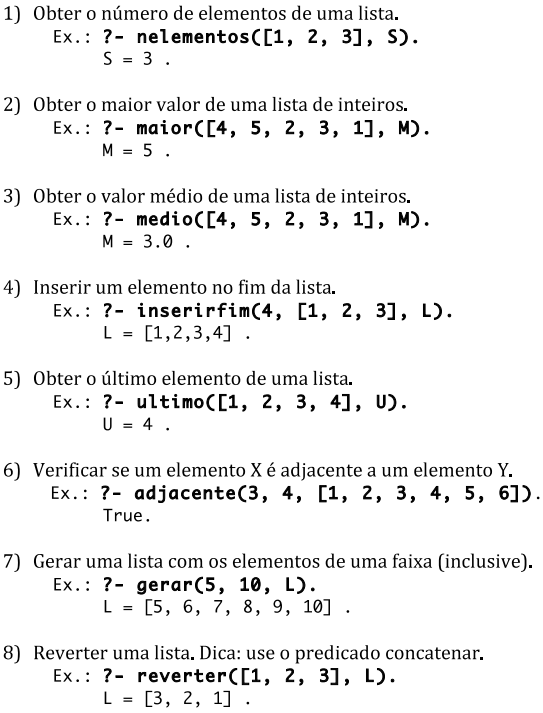 1) Obter o número de elementos de uma lista.
Ex.: ?- nelementos([1, 2, 3], S).
S = 3 .
2) Obter o maior valor de uma lista de inteiros.
Ex.: ?- maior([4, 5, 2, 3, 1], M).
M = 5 .
3) Obter o valor médio de uma lista de inteiros.
Ex.: ?- medio([4, 5, 2, 3, 1], M).
M = 3.0 .
4) Inserir um elemento no fim da lista.
Ex.: ?- inserirfim(4, [1, 2, 3], L).
L = [1,2,3,4] .
5) Obter o último elemento de uma lista.
Ex.: ?- ultimo([1, 2, 3, 4], U).
U = 4 .
6) Verificar se um elemento X é adjacente a um elemento Y.
Ex.: ?- adjacente(3, 4, [1, 2, 3, 4, 5, 6]).
True.
7) Gerar uma lista com os elementos de uma faixa (inclusive).
Ex.: ?- gerar(5, 10, L).
L = [5, 6, 7, 8, 9, 10] .
8) Reverter uma lista. Dica: use o predicado concatenar.
Ex.: ?- reverter([1, 2, 3], L).
L = [3, 2, 1] .